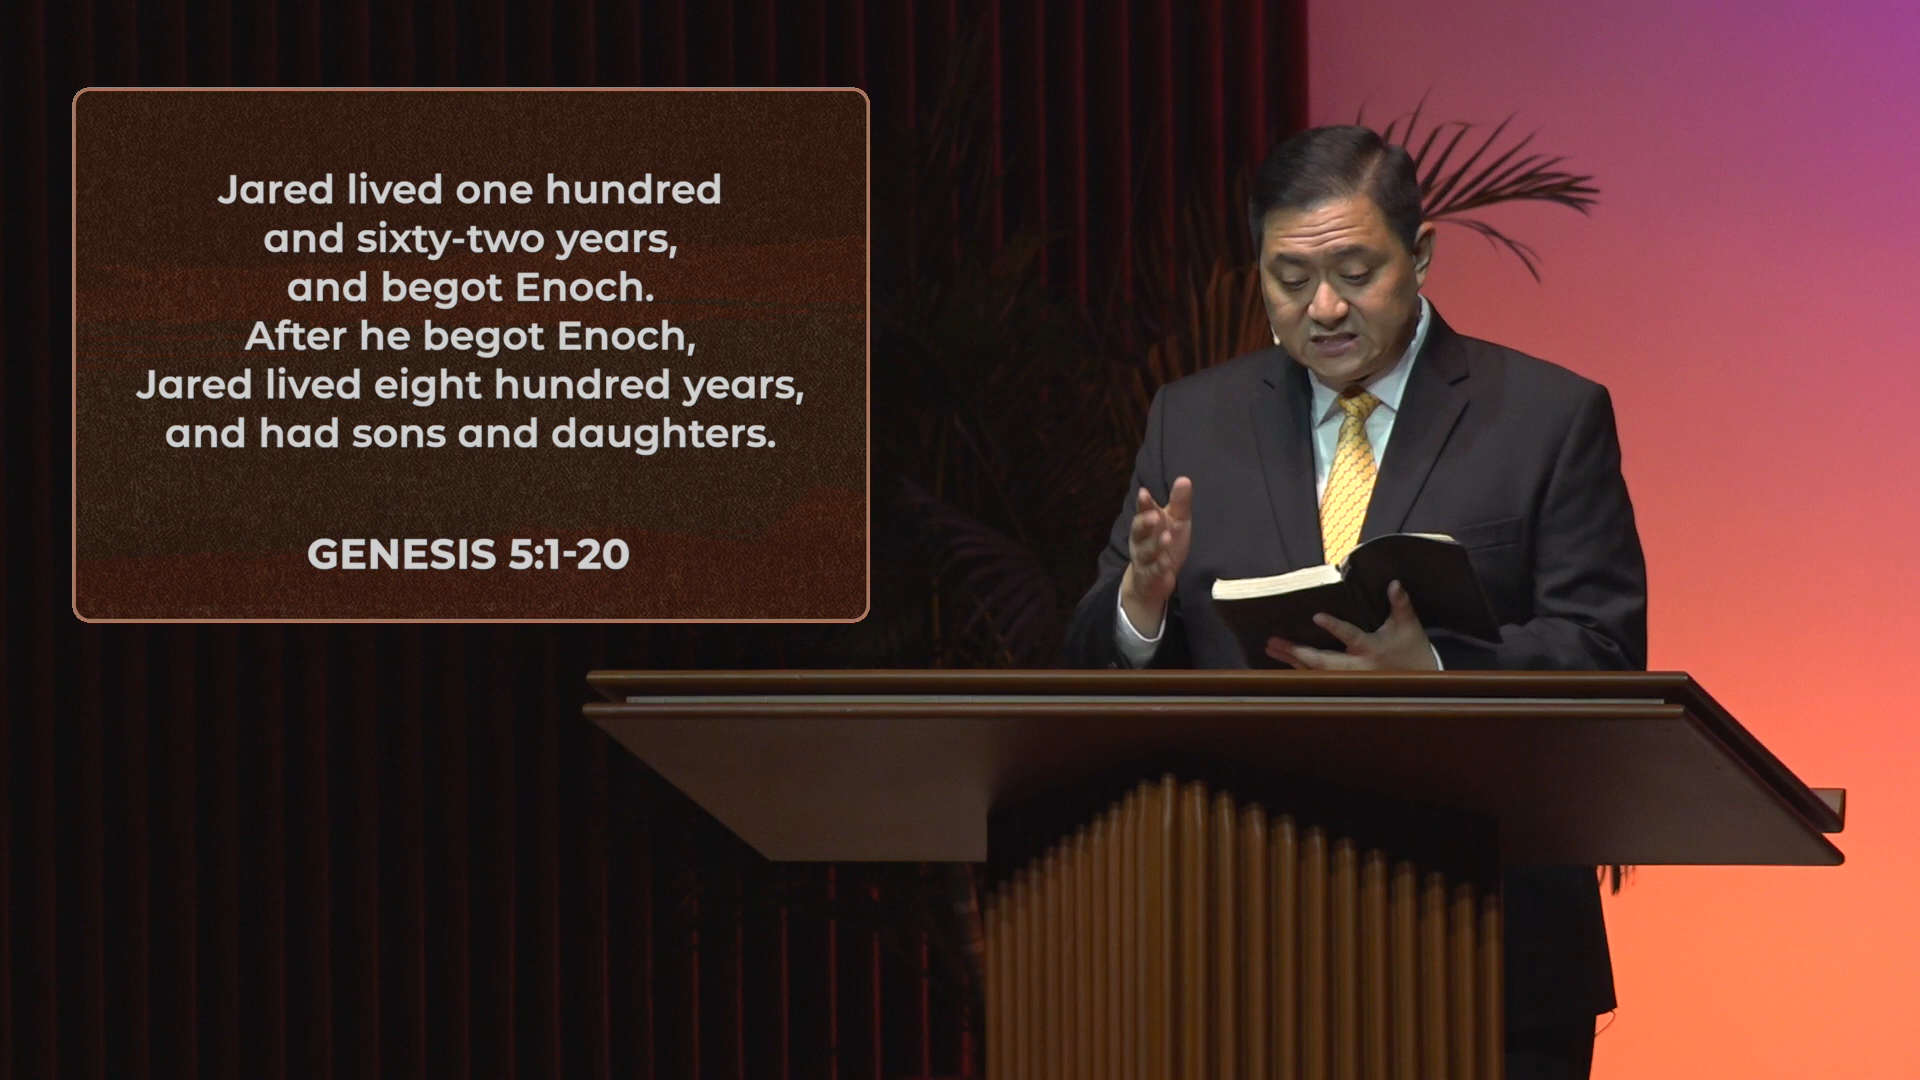 Jared lived one hundred
and sixty-two years,
and begot Enoch.
After he begot Enoch,
Jared lived eight hundred years,
and had sons and daughters.
GENESIS 5:1-20